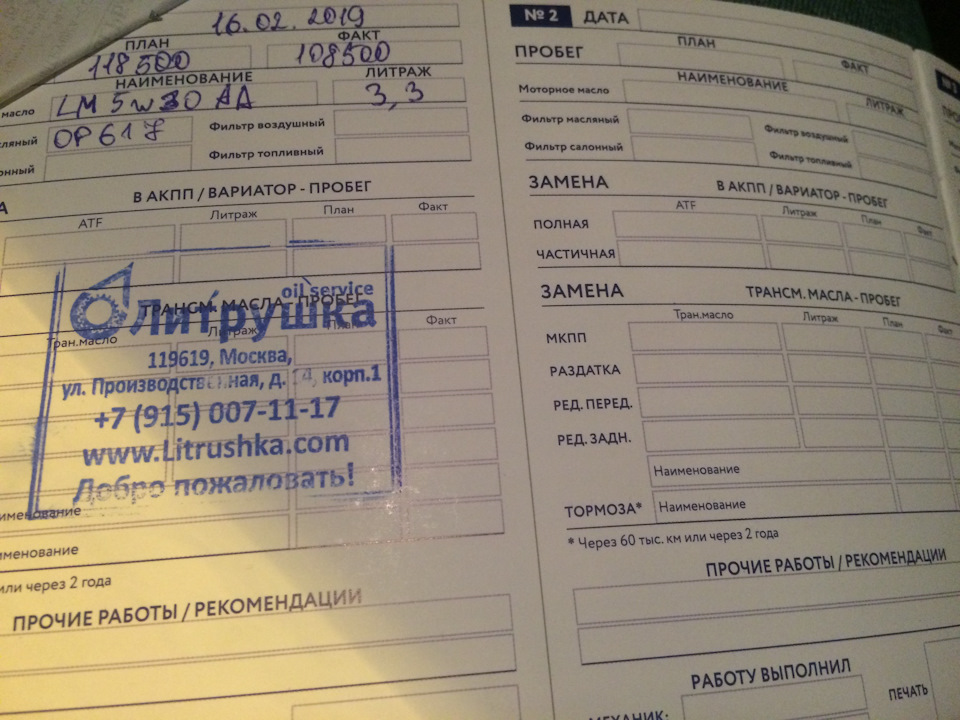 16.02.2019
ПЛАН ФАКТ
118500 108500
НАИМЕНОВАНИЕ ЛИТРАЖ
масло LM 5w30 AA 3,3
ляный OP 617 Фильтр воздушный
онный Фильтр топливный
А В АКПП / ВАРИАТОР - ПРОБЕГ
ATF Литраж План Факт
oil service
ТРАНСМ. МАСЛА - ПРОБЕГ
Литрушка
Тран.масло Литраж План Факт
119619, Москва,
ул. Производственная, д. корп.1
+7 (915) 007-11-17
www.Litrushka.com
Добро пожаловать!
именование
именование
или через 2 года
ПРОЧИЕ РАБОТЫ / РЕКОМЕНДАЦИИ
№ 2 ДАТА
ПРОБЕГ ПЛАН ФАКТ
НАИМЕНОВАНИЕ ЛИТРАЖ
Моторное масло
Фильтр масляный Фильтр воздушный
Фильтр салонный Фильтр топливный
ЗАМЕНА В АКПП / ВАРИАТОР - ПРОБЕГ
ATF Литраж План Факт
ПОЛНАЯ
ЧАСТИЧНАЯ
ЗАМЕНА ТРАНСМ. МАСЛА - ПРОБЕГ
Тран.масло Литраж План Факт
МКПП
РАЗДАТКА
РЕД. ПЕРЕД.
РЕД. ЗАДН.
Наименование
ТОРМОЗА* Наименование
* Через 60 тыс. км или через 2 года
ПРОЧИЕ РАБОТЫ / РЕКОМЕНДАЦИИ
РАБОТУ ВЫПОЛНИЛ
МЕХАНИК: ПЕЧАТЬ